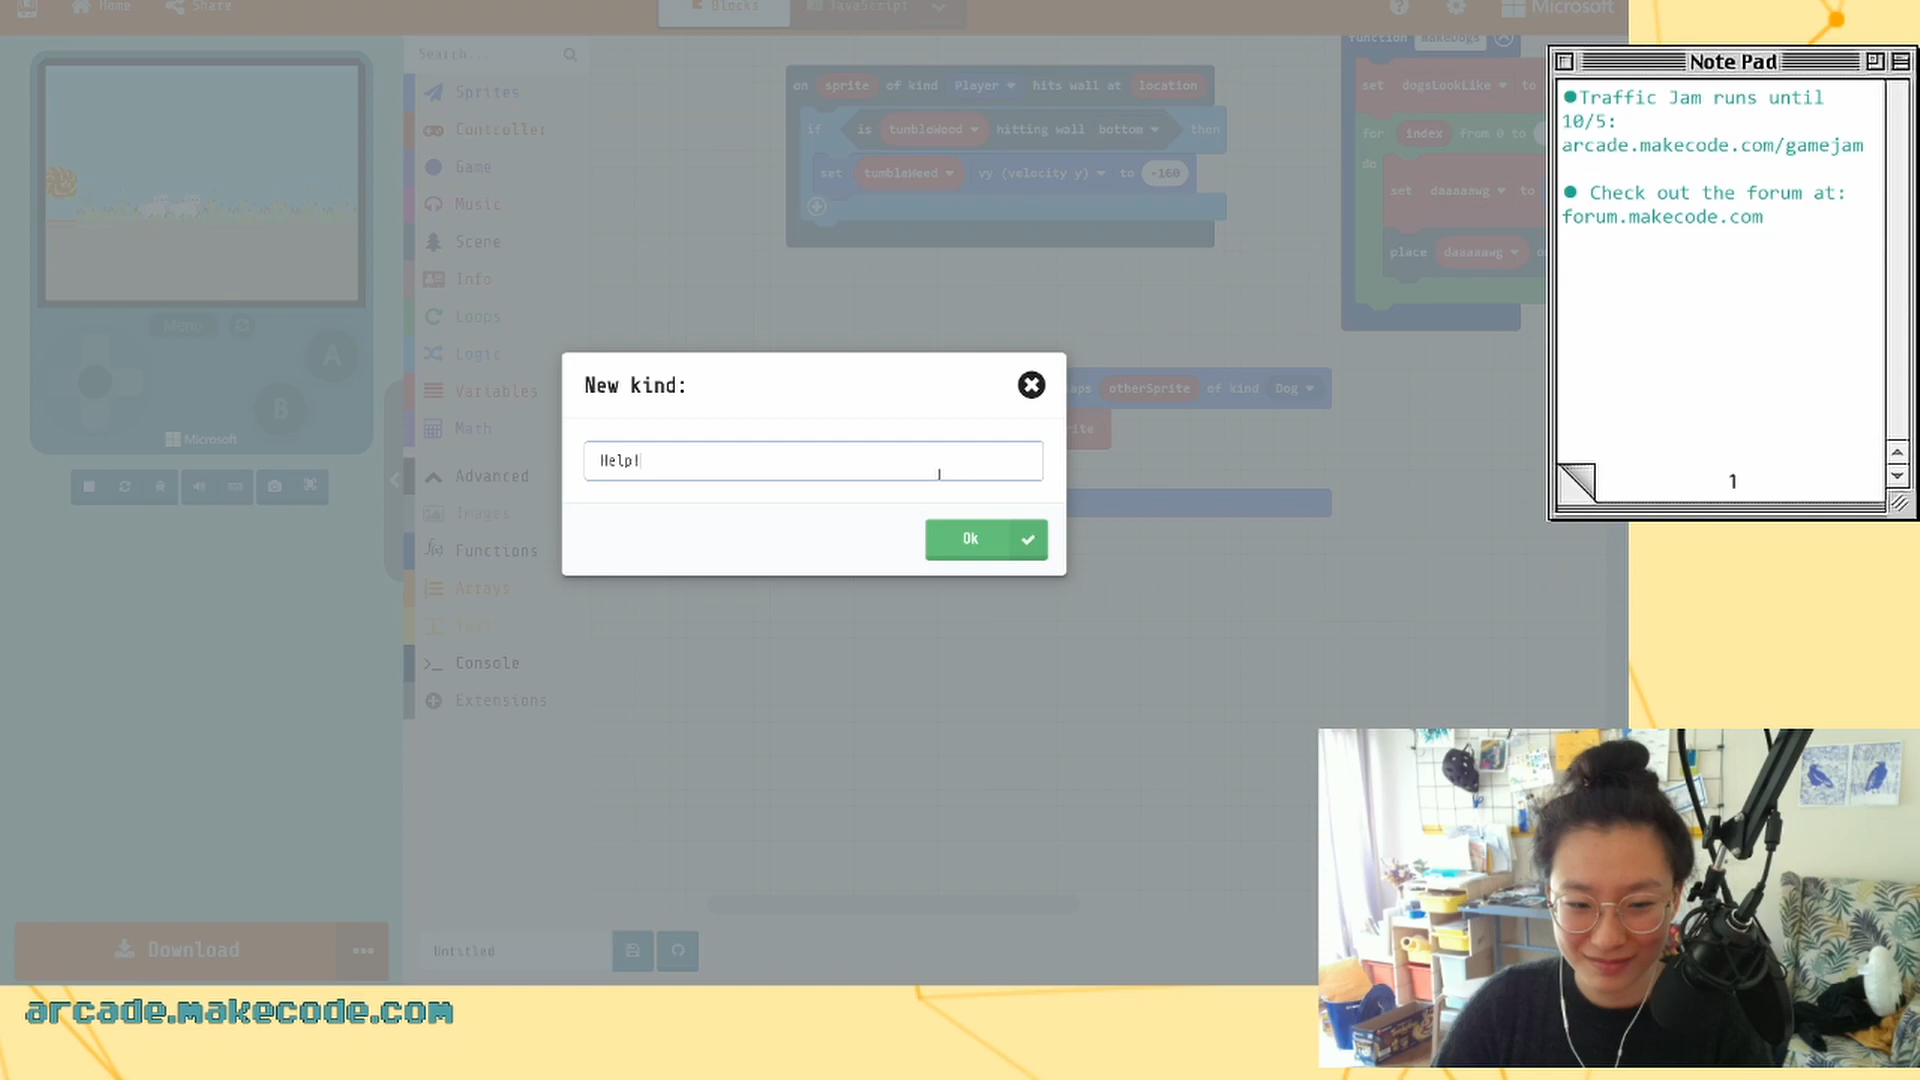 Home
Share
Blocks
JavaScript
Microsoft
Search...
Sprites
Controller
Game
Music
Scene
Info
Loops
Logic
Variables
Math
Advanced
Images
Functions
Arrays
Text
Console
Extensions
Menu
A
B
Microsoft
on sprite of kind Player hits wall at location
if is tumbleWeed hitting wall bottom then
set tumbleWeed vy (velocity y) to -160
function makeDogs
set dogsLookLike to
for index from 0 to
do
set daaaawg to
place daaaawg
otherSprite of kind Dog
New kind:
Help!
Ok
Download
Untitled
Note Pad
●Traffic Jam runs until
10/5:
arcade.makecode.com/gamejam
● Check out the forum at:
forum.makecode.com
1
arcade.makecode.com